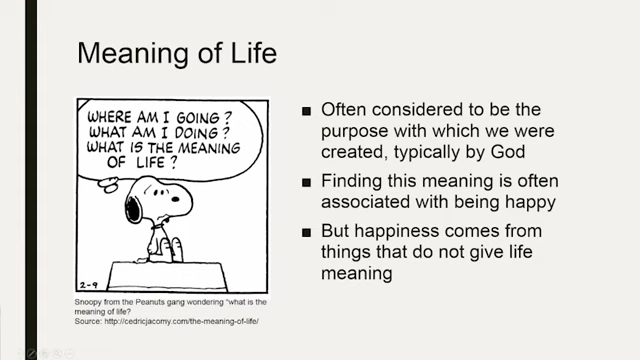 Meaning of Life
WHERE AM I GOING?
WHAT AM I DOING?
WHAT IS THE MEANING
OF LIFE?
2-9
Snoopy from the Peanuts gang wondering "what is the
meaning of life?
Source: http://cedricjacomy.com/the-meaning-of-life/
■ Often considered to be the
purpose with which we were
created, typically by God
■ Finding this meaning is often
associated with being happy
■ But happiness comes from
things that do not give life
meaning